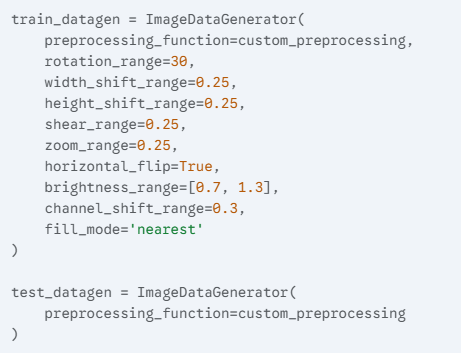 train_datagen = ImageDataGenerator(
    preprocessing_function=custom_preprocessing,
    rotation_range=30,
    width_shift_range=0.25,
    height_shift_range=0.25,
    shear_range=0.25,
    zoom_range=0.25,
    horizontal_flip=True,
    brightness_range=[0.7, 1.3],
    channel_shift_range=0.3,
    fill_mode='nearest'
)
test_datagen = ImageDataGenerator(
    preprocessing_function=custom_preprocessing
)